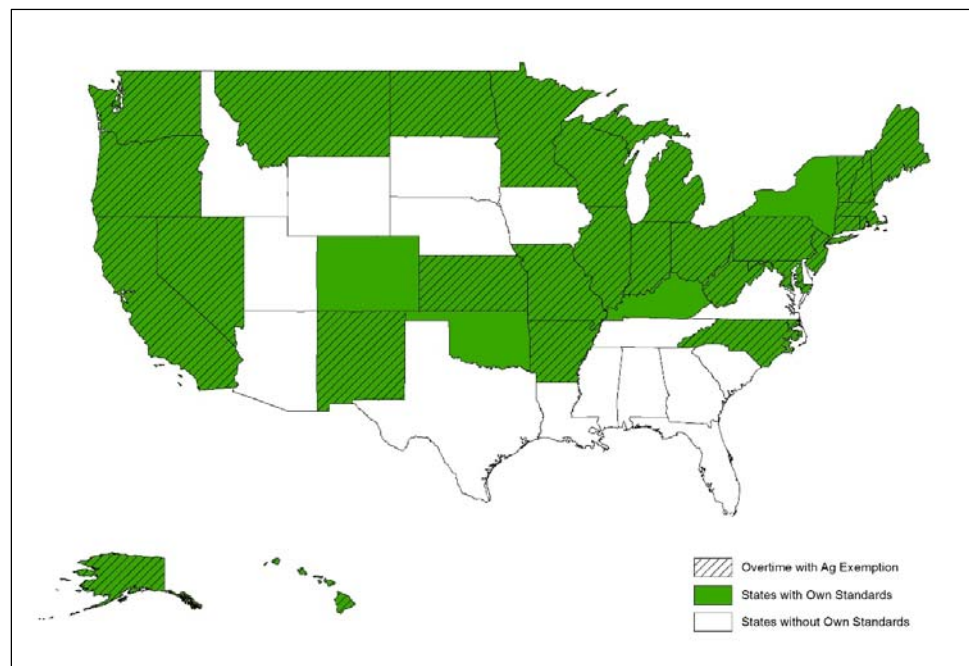 Overtime with Ag Exemption
States with Own Standards
States without Own Standards